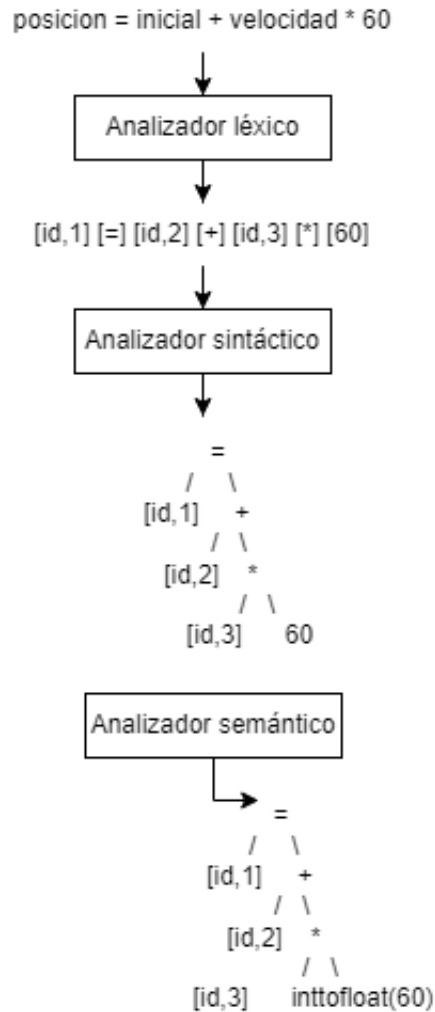 posicion = inicial + velocidad * 60
Analizador léxico
[id,1] [=] [id,2] [+] [id,3] [*] [60]
Analizador sintáctico
=
/ \
[id,1] +
/ \
[id,2] *
/ \
[id,3] 60
Analizador semántico
=
/ \
[id,1] +
/ \
[id,2] *
/ \
[id,3] inttofloat(60)